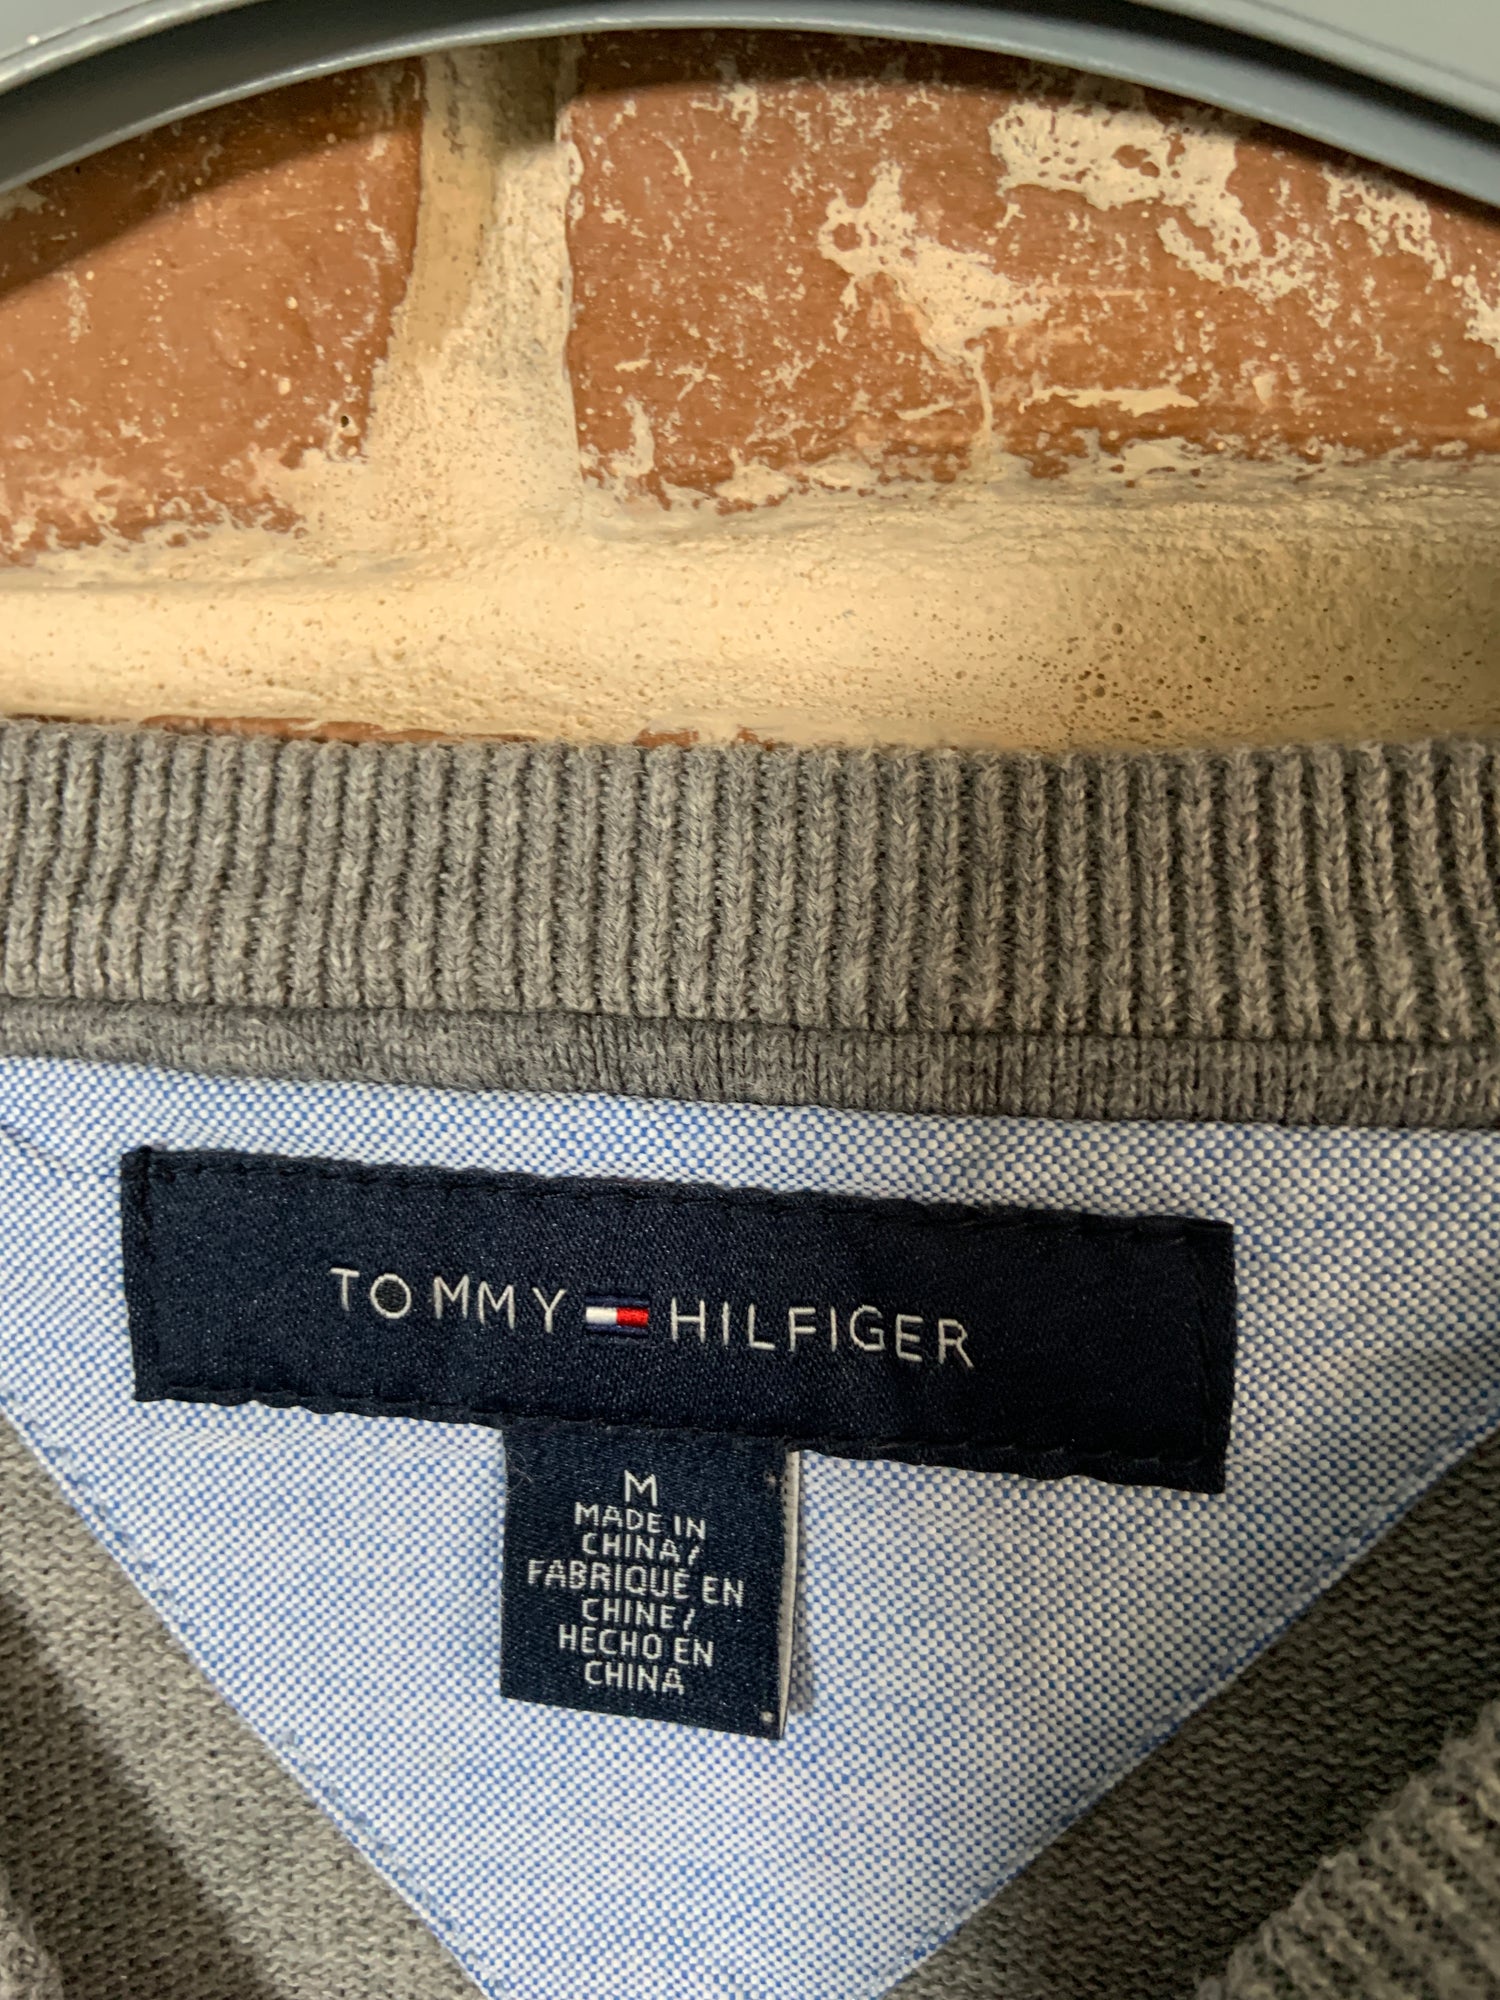 TOMMY HILFIGER
M
MADE IN
CHINA/
FABRIQUÉ EN
CHINE/
HECHO EN
CHINA